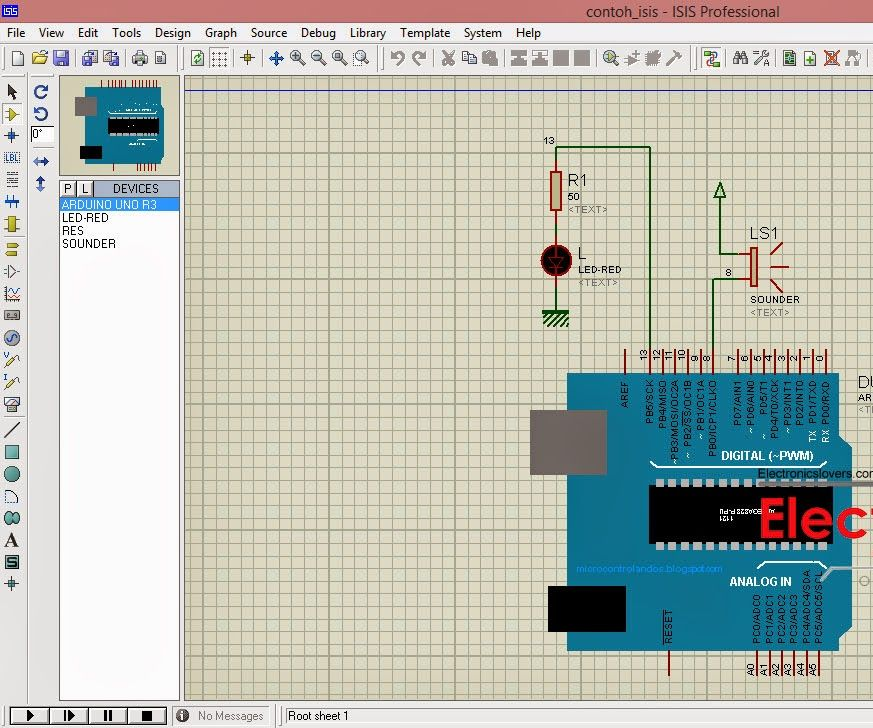 isis
contoh_isis - ISIS Professional
File View Edit Tools Design Graph Source Debug Library Template System Help
0°
LBL
A
S
P L DEVICES
ARDUINO UNO R3
LED-RED
RES
SOUNDER
13
R1
50
<TEXT>
L
LED-RED
<TEXT>
LS1
8
SOUNDER
<TEXT>
13 12 11 10 9 8 7 6 5 4 3 2 1 0
AREF
PB5/SCK
PB4/MISO
~PB3/MOSI/OC2A
~PB2/SS/OC1B
~PB1/OC1A
PB0/ICP1/CLKO
PD7/AIN1
~PD6/AIN0
~PD5/T1
PD4/T0/XCK
~PD3/INT1
PD2/INT0
TX PD1/TXD
RX PD0/RXD
DIGITAL (~PWM)
Electronicslovers.com
1121
Elec
microcontrolandos.blogspot.com
ANALOG IN
RESET
PC0/ADC0
PC1/ADC1
PC2/ADC2
PC3/ADC3
PC4/ADC4/SDA
PC5/ADC5/SCL
A0 A1 A2 A3 A4 A5
No Messages
Root sheet 1